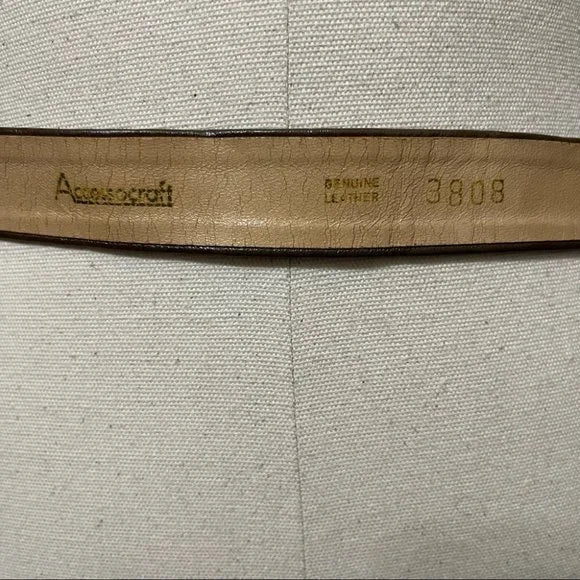 Accessocraft
GENUINE
LEATHER
3808